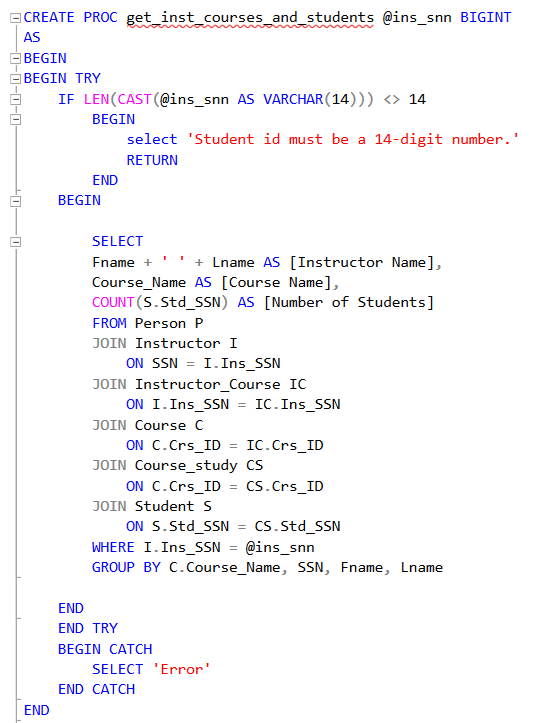 CREATE PROC get_inst_courses_and_students @ins_snn BIGINT
AS
BEGIN
BEGIN TRY
IF LEN(CAST(@ins_snn AS VARCHAR(14))) <> 14
BEGIN
select 'Student id must be a 14-digit number.'
RETURN
END
BEGIN
SELECT
Fname + ' ' + Lname AS [Instructor Name],
Course_Name AS [Course Name],
COUNT(S.Std_SSN) AS [Number of Students]
FROM Person P
JOIN Instructor I
ON SSN = I.Ins_SSN
JOIN Instructor_Course IC
ON I.Ins_SSN = IC.Ins_SSN
JOIN Course C
ON C.Crs_ID = IC.Crs_ID
JOIN Course_study CS
ON C.Crs_ID = CS.Crs_ID
JOIN Student S
ON S.Std_SSN = CS.Std_SSN
WHERE I.Ins_SSN = @ins_snn
GROUP BY C.Course_Name, SSN, Fname, Lname
END
END TRY
BEGIN CATCH
SELECT 'Error'
END CATCH
END